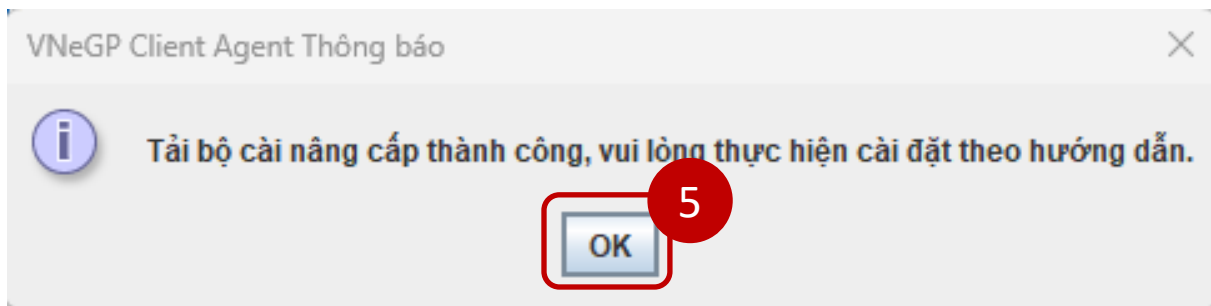 VNeGP Client Agent Thông báo
Tải bộ cài nâng cấp thành công, vui lòng thực hiện cài đặt theo hướng dẫn.
5
OK